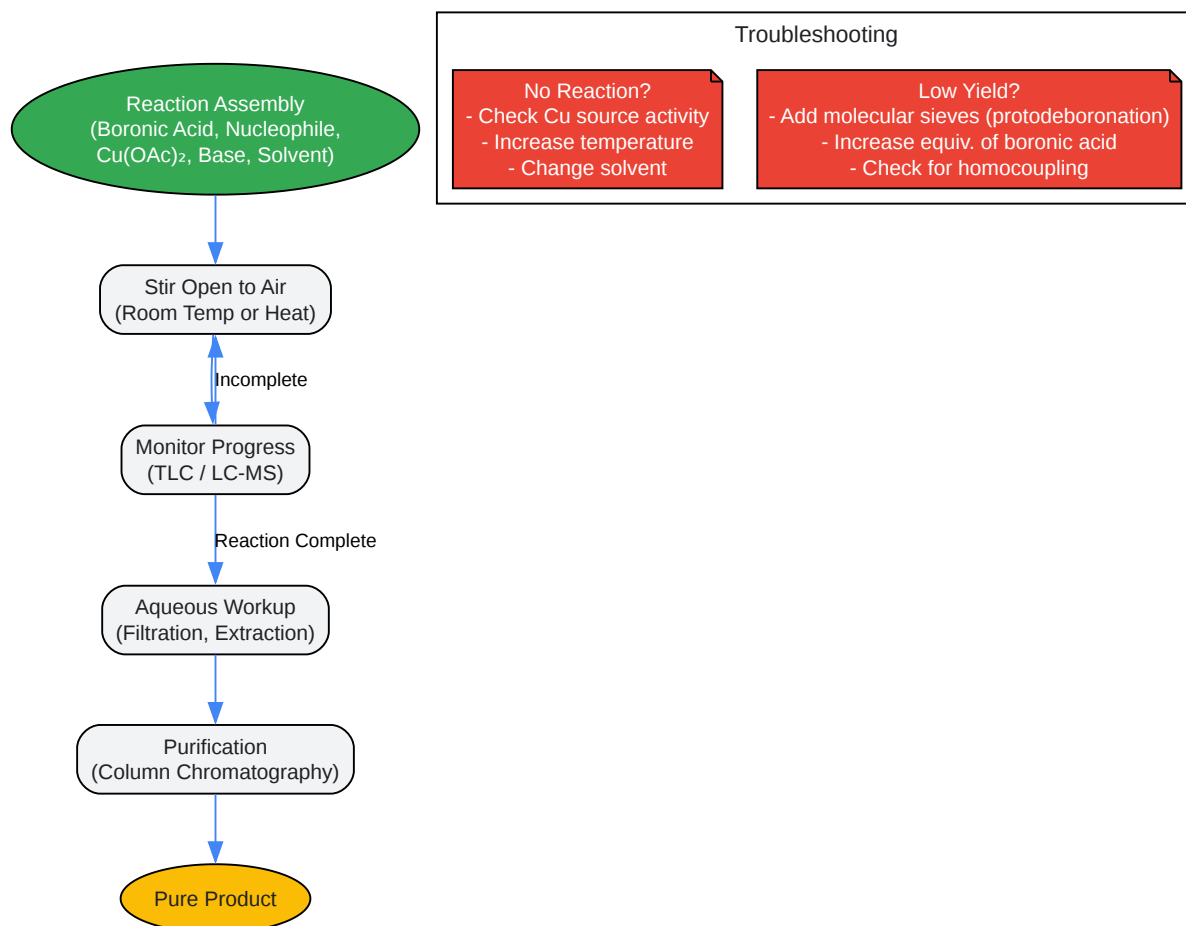 Reaction Assembly
(Boronic Acid, Nucleophile,
Cu(OAc)₂, Base, Solvent)
Stir Open to Air
(Room Temp or Heat)
Incomplete
Monitor Progress
(TLC / LC-MS)
Reaction Complete
Aqueous Workup
(Filtration, Extraction)
Purification
(Column Chromatography)
Pure Product
Troubleshooting
No Reaction?
- Check Cu source activity
- Increase temperature
- Change solvent
Low Yield?
- Add molecular sieves (protodeboronation)
- Increase equiv. of boronic acid
- Check for homocoupling